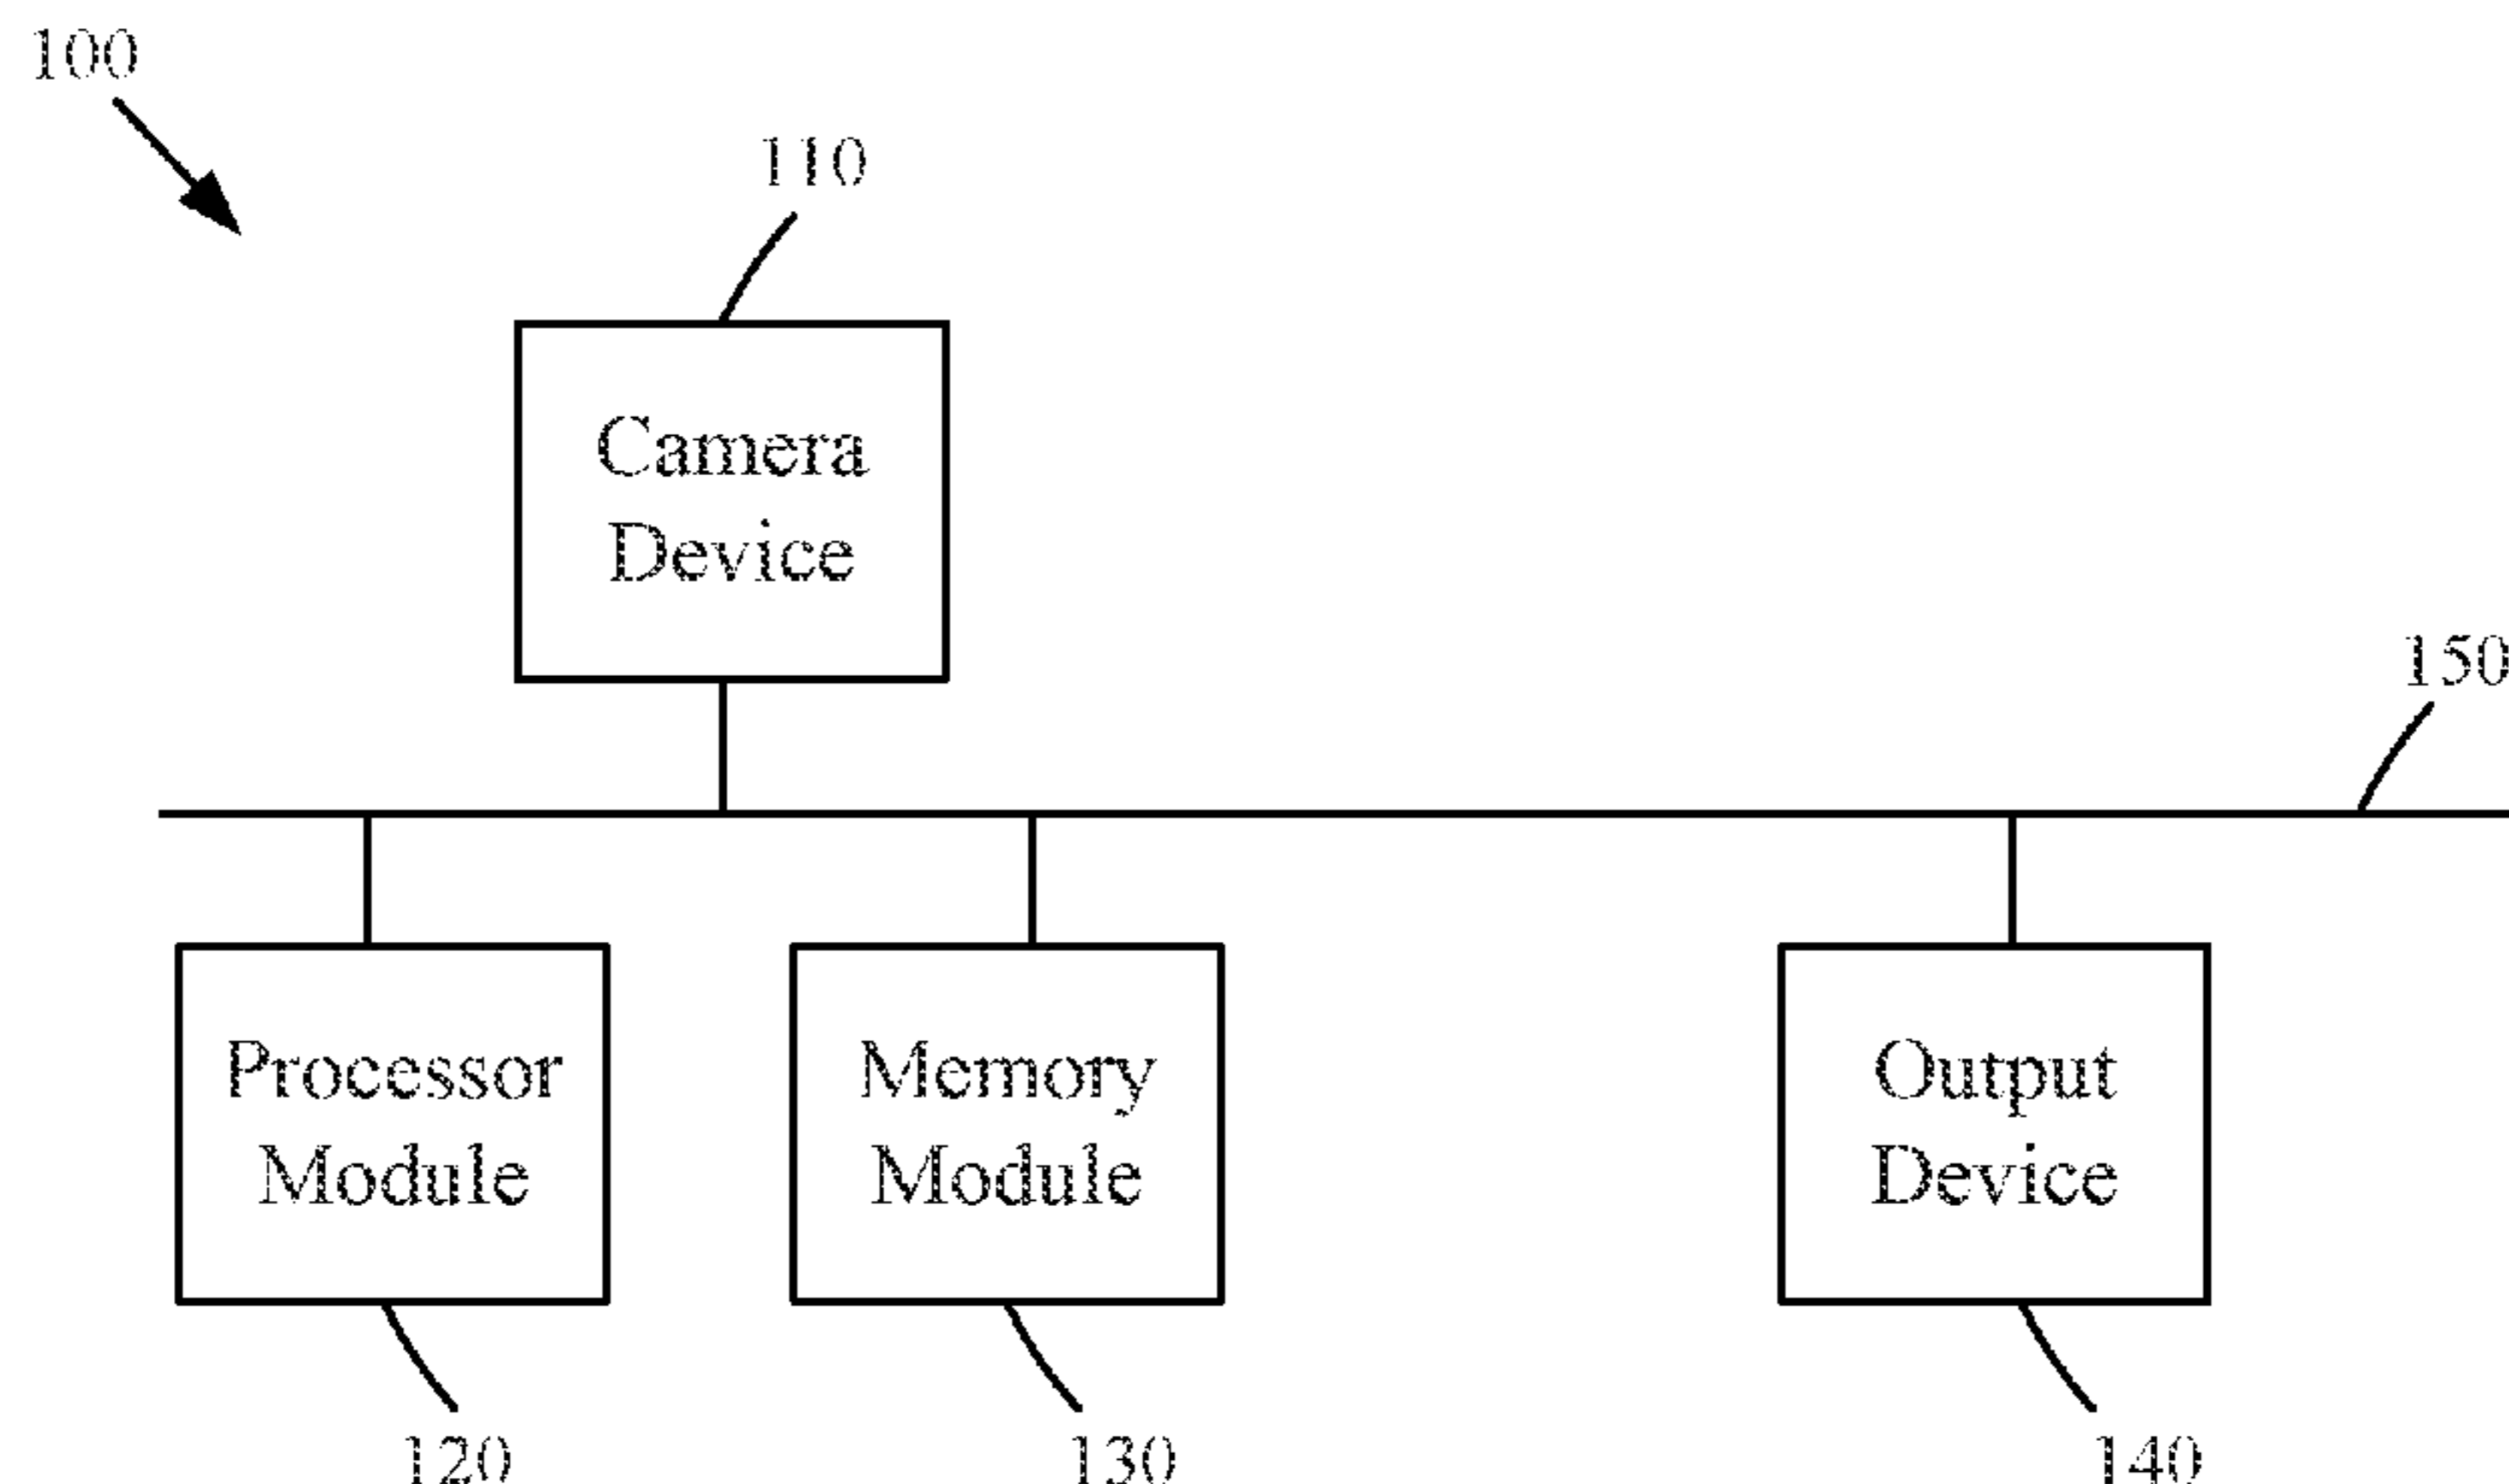 100
110
Camera
Device
150
Processor
Module
Memory
Module
Output
Device
120
130
140